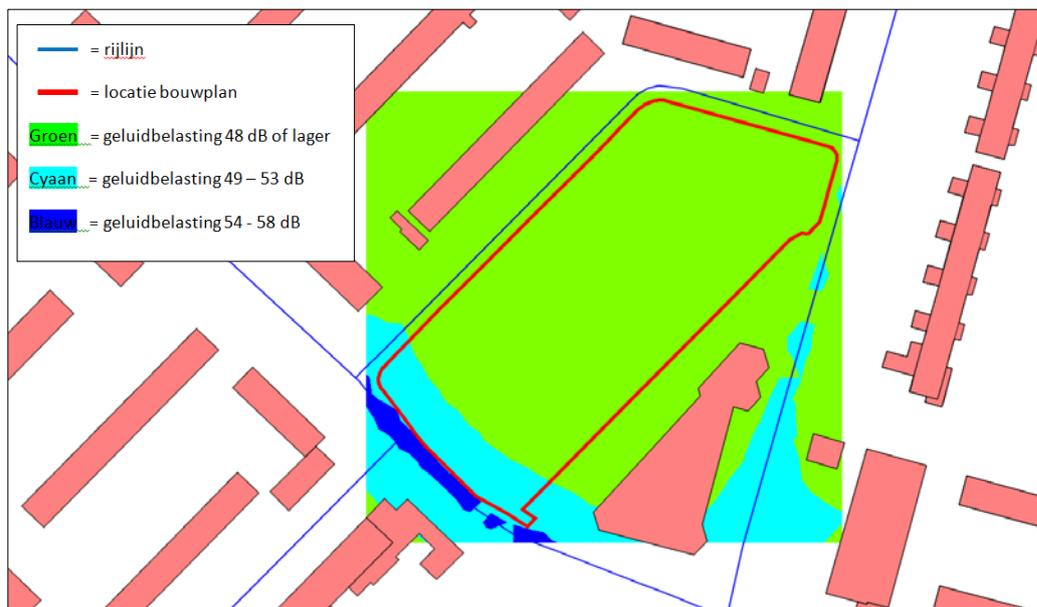 = rijlijn
= locatie bouwplan
Groen = geluidbelasting 48 dB of lager
Cyaan = geluidbelasting 49 – 53 dB
Blauw = geluidbelasting 54 - 58 dB